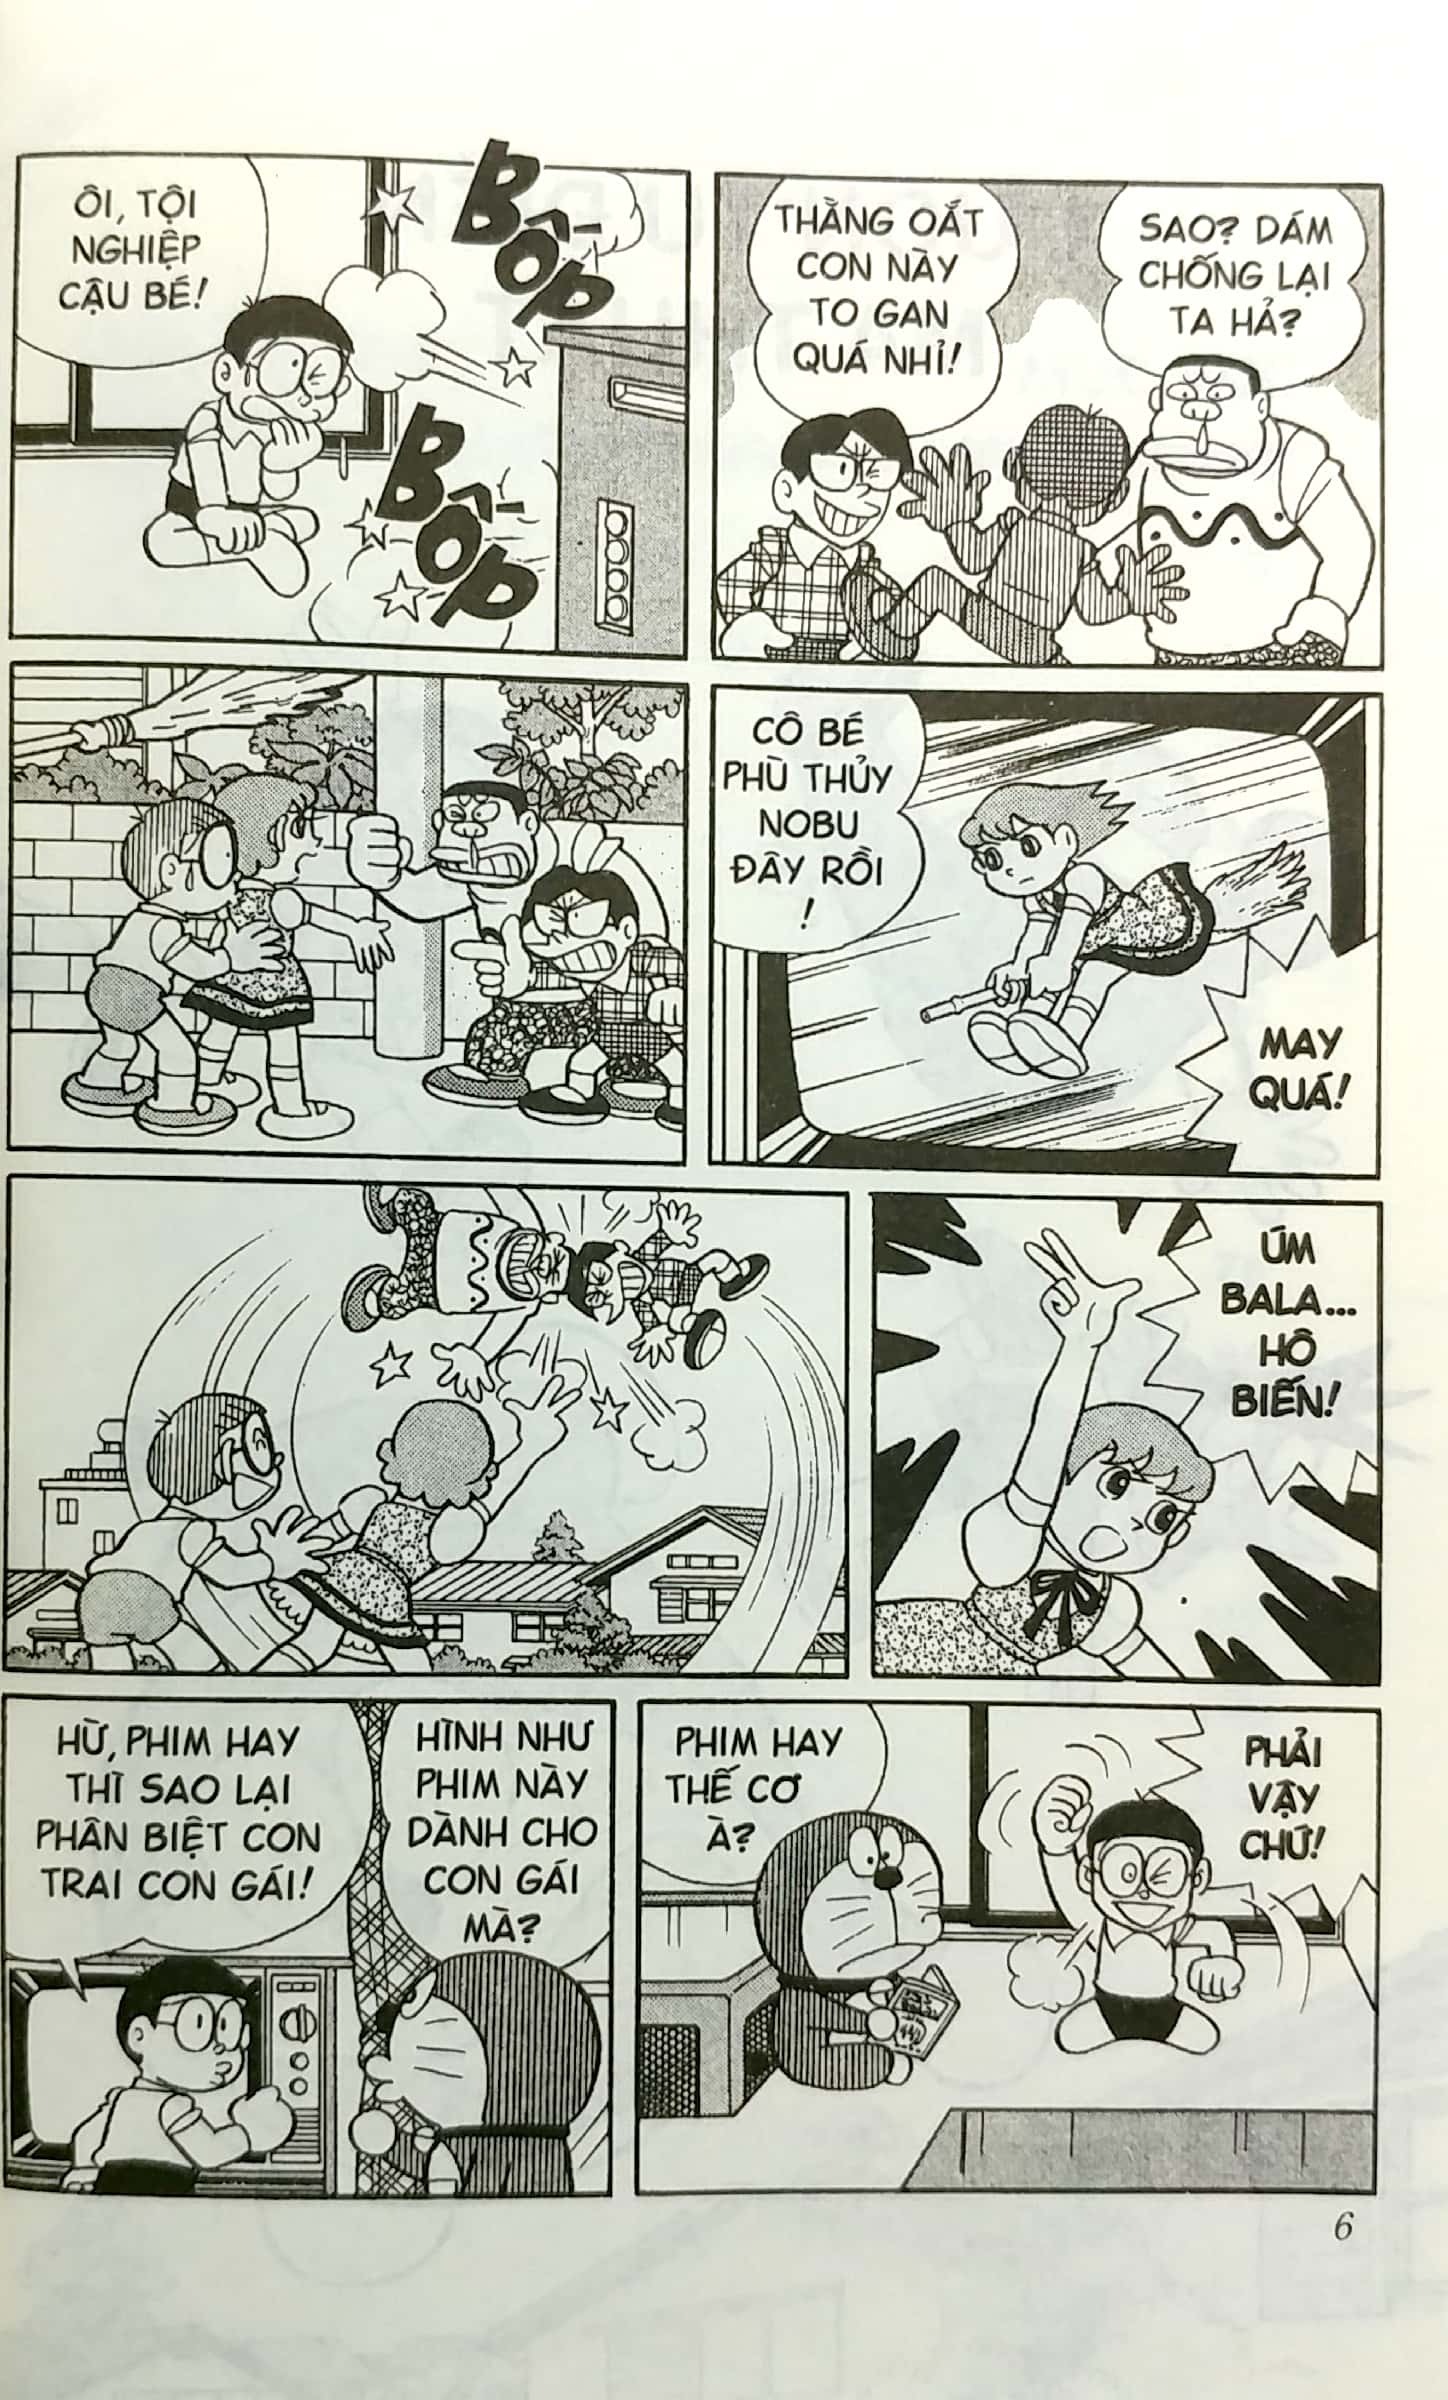 SAO? DÁM
CHỐNG LẠI
TA HẢ?
THẰNG OẮT
CON NÀY
TO GAN
QUÁ NHỈ!
BỐP
BỐP
ÔI, TỘI
NGHIỆP
CẬU BÉ!
MAY
QUÁ!
CÔ BÉ
PHÙ THỦY
NOBU
ĐÂY RỒI
!
ÚM
BALA...
HÔ
BIẾN!
PHẢI
VẬY
CHỨ!
PHIM HAY
THẾ CƠ
À?
HÌNH NHƯ
PHIM NÀY
DÀNH CHO
CON GÁI
MÀ?
HỪ, PHIM HAY
THÌ SAO LẠI
PHÂN BIỆT CON
TRAI CON GÁI!
6